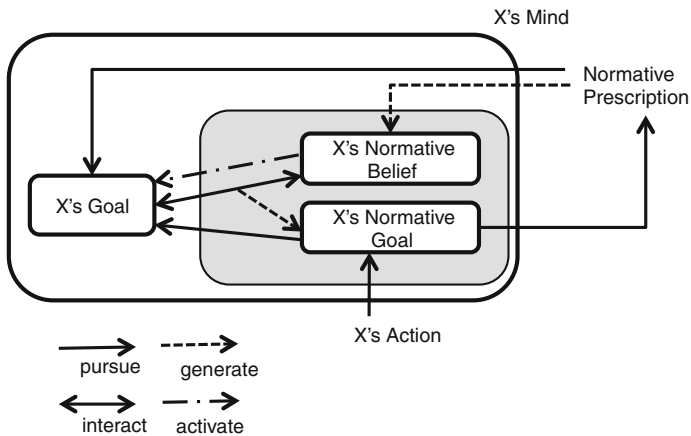 X's Mind
Normative
Prescription
X's Normative
Belief
X's Goal
X's Normative
Goal
X's Action
pursue
generate
interact
activate